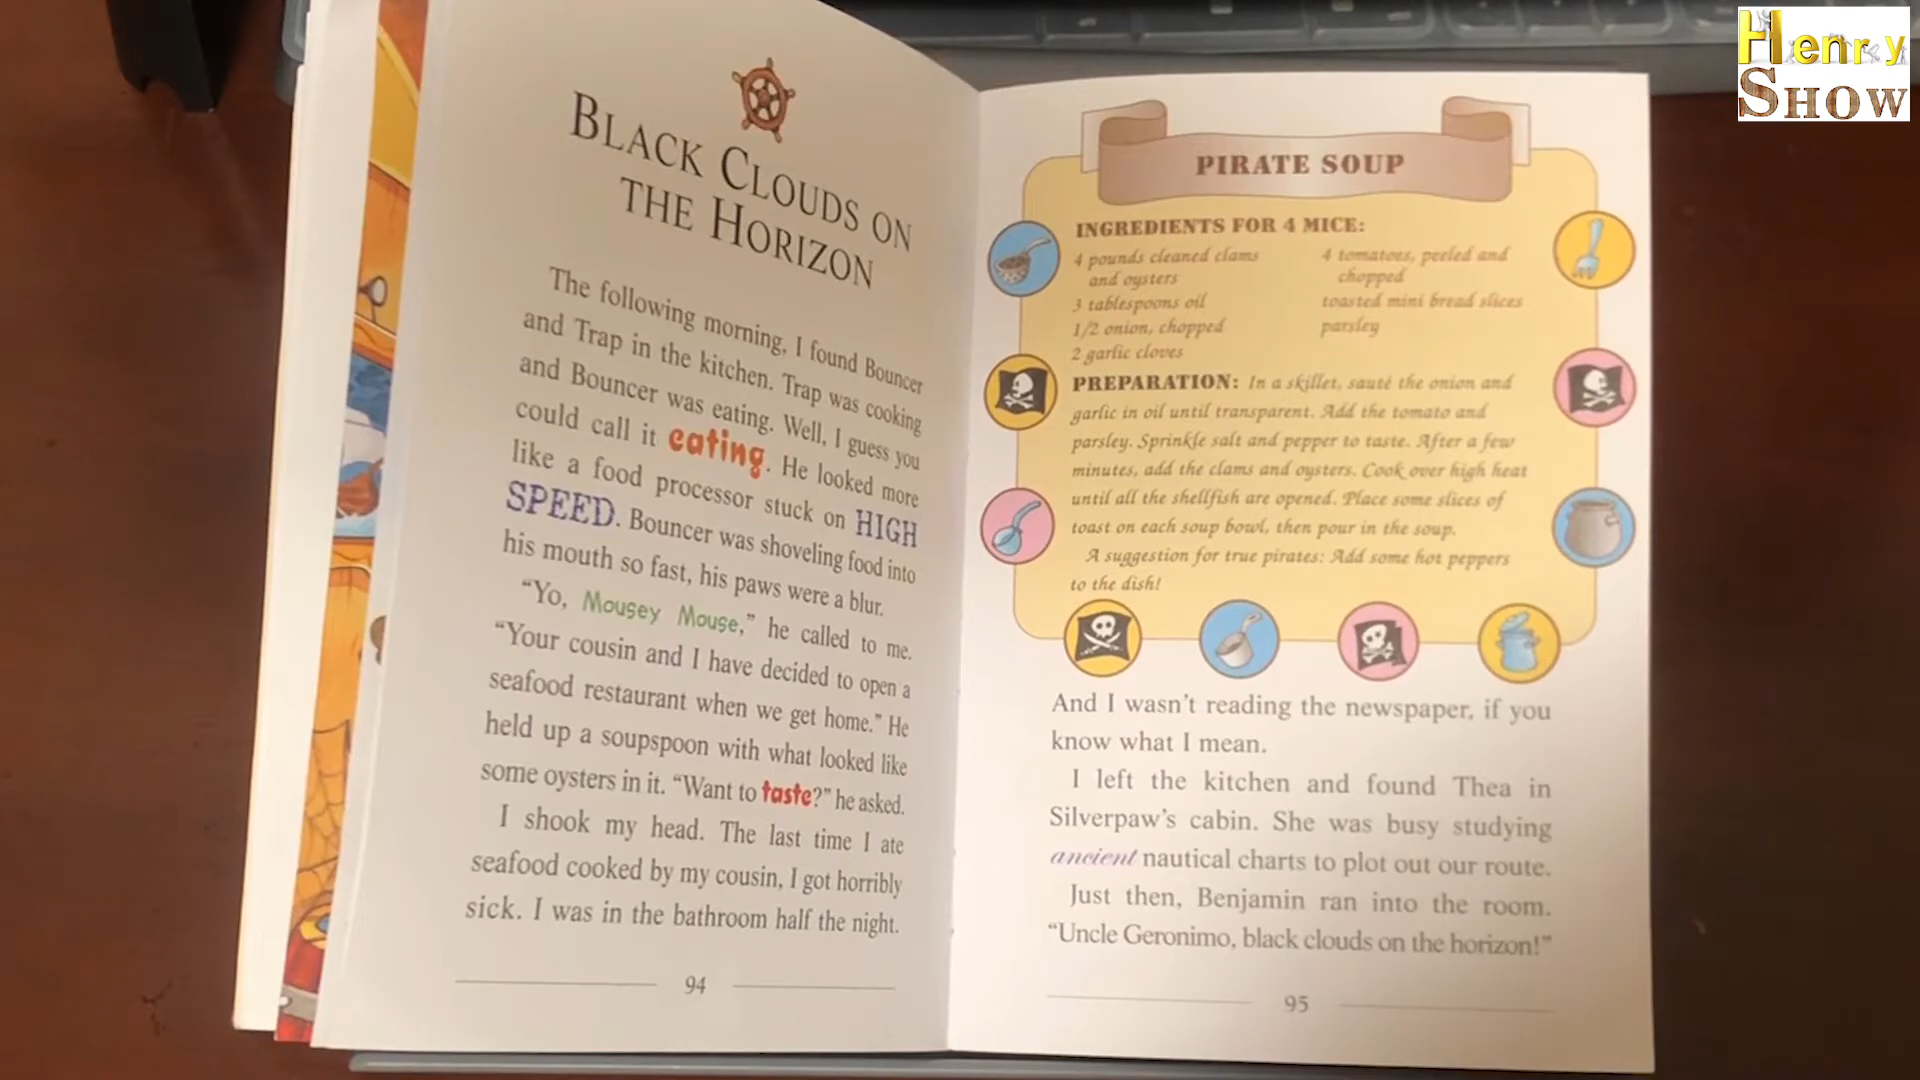 BLACK CLOUDS ON
THE HORIZON
The following morning, I found Bouncer
and Trap in the kitchen. Trap was cooking
and Bouncer was eating. Well, I guess you
could call it eating. He looked more
like a food processor stuck on HIGH
SPEED. Bouncer was shoveling food into
his mouth so fast, his paws were a blur.
“Yo, Mousey Mouse,” he called to me.
“Your cousin and I have decided to open a
seafood restaurant when we get home.” He
held up a soupspoon with what looked like
some oysters in it. “Want to taste?” he asked.
I shook my head. The last time I ate
seafood cooked by my cousin, I got horribly
sick. I was in the bathroom half the night.
94
PIRATE SOUP
INGREDIENTS FOR 4 MICE:
4 pounds cleaned clams
and oysters
3 tablespoons oil
1/2 onion, chopped
2 garlic cloves
4 tomatoes, peeled and
chopped
toasted mini bread slices
parsley
PREPARATION: In a skillet, sauté the onion and
garlic in oil until transparent. Add the tomato and
parsley. Sprinkle salt and pepper to taste. After a few
minutes, add the clams and oysters. Cook over high heat
until all the shellfish are opened. Place some slices of
toast on each soup bowl, then pour in the soup.
A suggestion for true pirates: Add some hot peppers
to the dish!
And I wasn’t reading the newspaper, if you
know what I mean.
I left the kitchen and found Thea in
Silverpaw’s cabin. She was busy studying
ancient nautical charts to plot out our route.
Just then, Benjamin ran into the room.
“Uncle Geronimo, black clouds on the horizon!”
95
Henry
SHOW